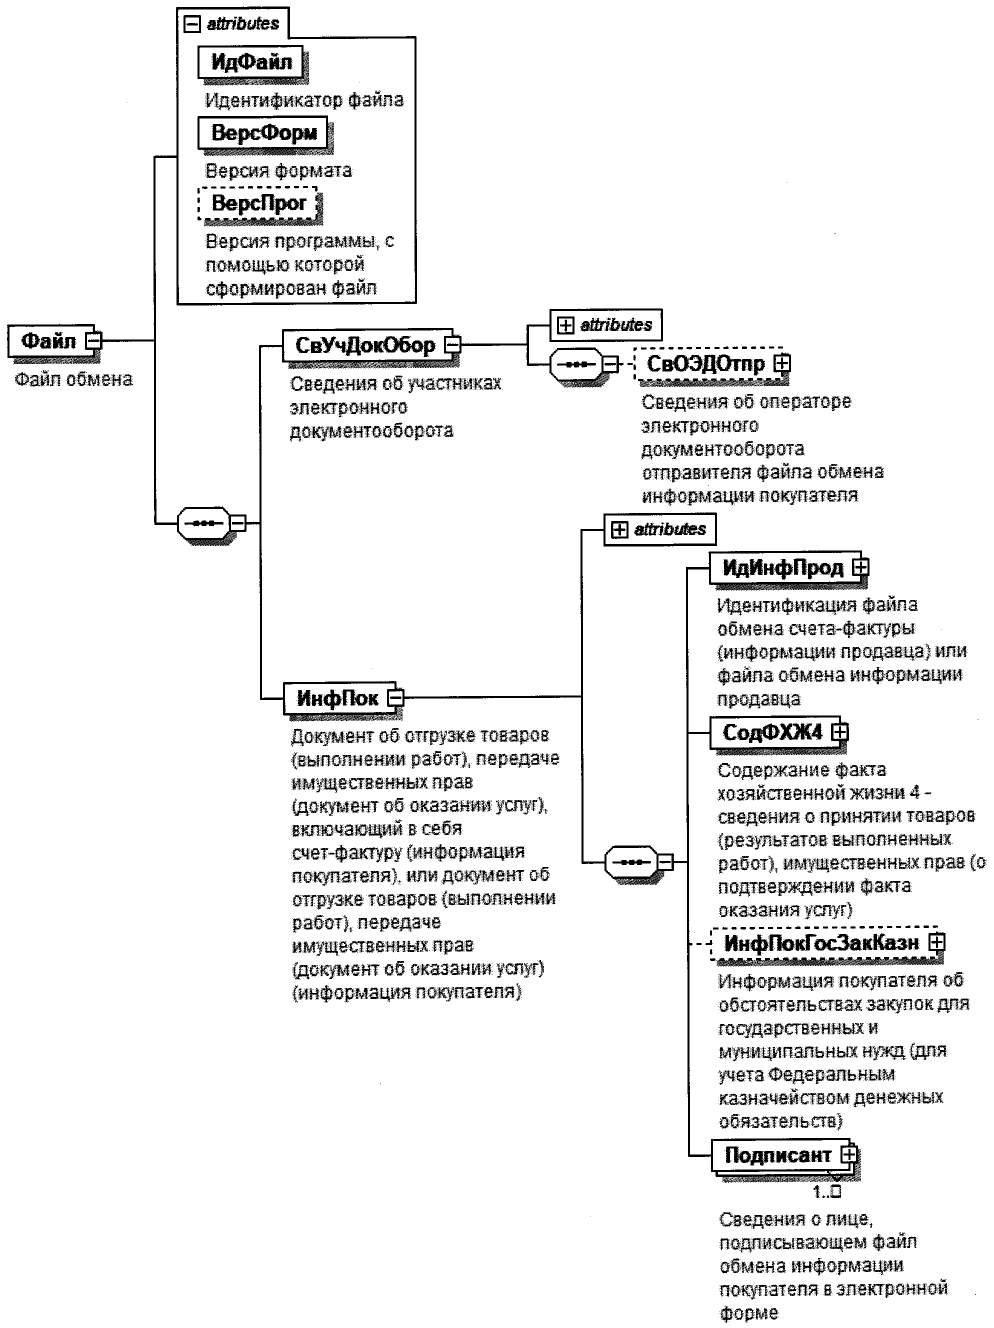 attributes
ИдФайл
Идентификатор файла
ВерсФорм
Версия формата
ВерсПрог
Версия программы, с
помощью которой
сформирован файл
Файл
Файл обмена
СвУчДокОбор
Сведения об участниках
электронного
документооборота
attributes
СвОЭДОтпр
Сведения об операторе
электронного
документооборота
отправителя файла обмена
информации покупателя
ИнфПок
Документ об отгрузке товаров
(выполнении работ), передаче
имущественных прав
(документ об оказании услуг),
включающий в себя
счет-фактуру (информация
покупателя), или документ об
отгрузке товаров (выполнении
работ), передаче
имущественных прав
(документ об оказании услуг)
(информация покупателя)
attributes
ИдИнфПрод
Идентификация файла
обмена счета-фактуры
(информации продавца) или
файла обмена информации
продавца
СодФХЖ4
Содержание факта
хозяйственной жизни 4 -
сведения о принятии товаров
(результатов выполненных
работ), имущественных прав (о
подтверждении факта
оказания услуг)
ИнфПокГосЗакКазн
Информация покупателя об
обстоятельствах закупок для
государственных и
муниципальных нужд (для
учета Федеральным
казначейством денежных
обязательств)
Подписант
1..□
Сведения о лице,
подписывающем файл
обмена информации
покупателя в электронной
форме